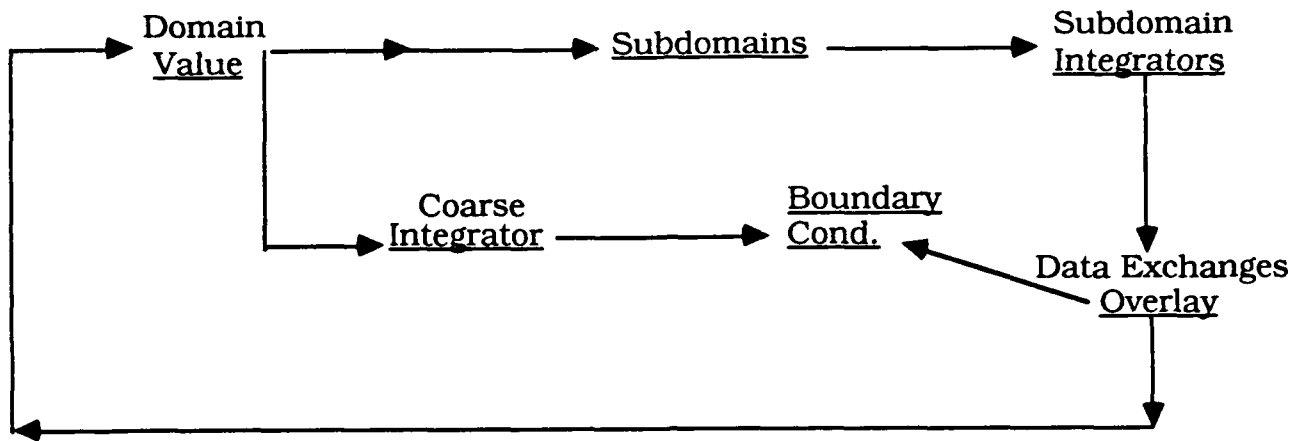 Domain
Value
Subdomains
Subdomain
Integrators
Coarse
Integrator
Boundary
Cond.
Data Exchanges
Overlay